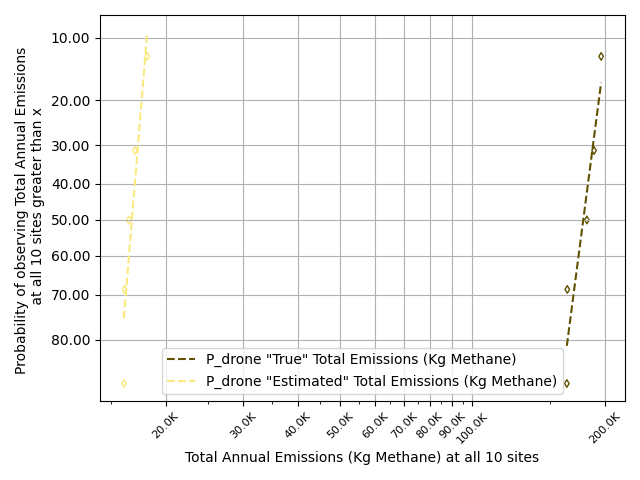 Probability of observing Total Annual Emissions
at all 10 sites greater than x
10.00
20.00
30.00
40.00
50.00
60.00
70.00
80.00
P_drone "True" Total Emissions (Kg Methane)
P_drone "Estimated" Total Emissions (Kg Methane)
20.0K
30.0K
40.0K
50.0K
60.0K
70.0K
80.0K
90.0K
100.0K
200.0K
Total Annual Emissions (Kg Methane) at all 10 sites